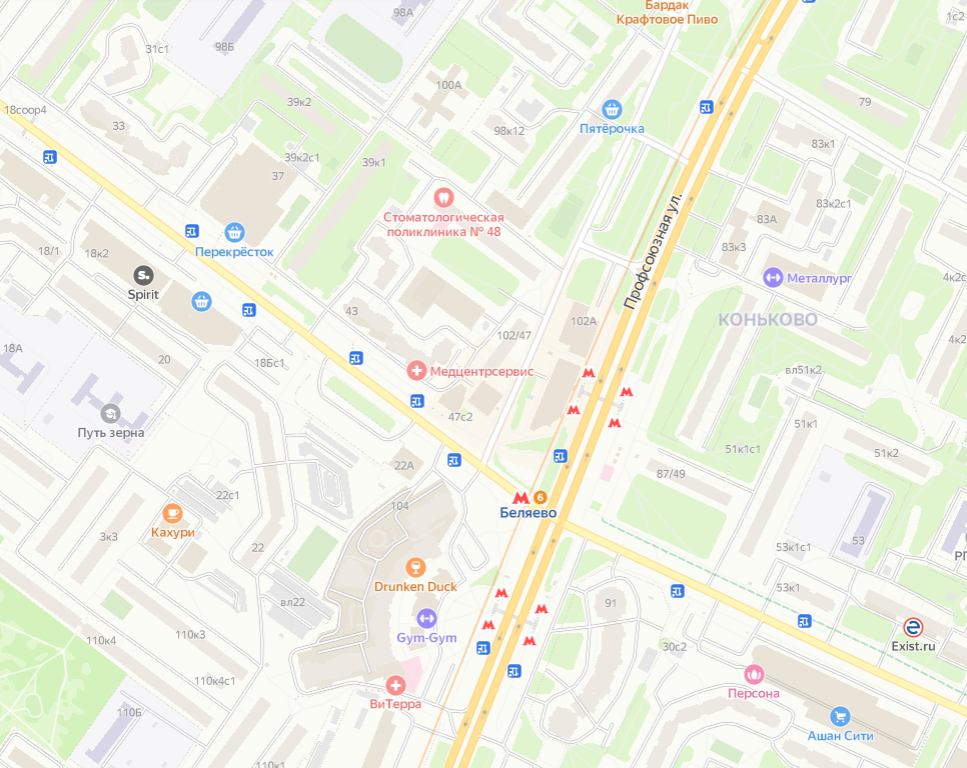 Бардак
Крафтовое Пиво
98А
1с2
31с1
98Б
100А
79
18соор4
39к2
33
98к12
Пятёрочка
83к1
39к2с1
39к1
37
Стоматологическая
поликлиника № 48
83к2с1
83А
Профсоюзная ул.
18/1
18к2
Перекрёсток
83к3
Металлург
4к2с
Spirit
43
102/47
102А
КОНЬКОВО
4к2
18А
20
18Бс1
Медцентрсервис
вл51к2
Путь зерна
47с2
51к1
51к1с1
51к2
22А
87/49
22с1
104
6
Беляево
Кахури
3к3
22
53
53к1с1
РГ
Drunken Duck
53к1
вл22
91
Gym-Gym
110к4
110к3
30с2
Exist.ru
110к4с1
Персона
ВиТерра
110Б
Ашан Сити
110к1